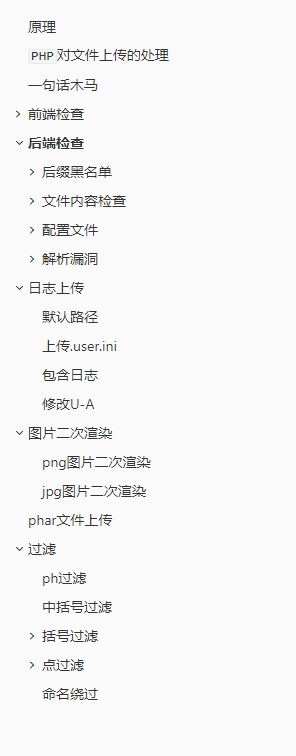 原理
PHP对文件上传的处理
一句话木马
前端检查
后端检查
后缀黑名单
文件内容检查
配置文件
解析漏洞
日志上传
默认路径
上传.user.ini
包含日志
修改U-A
图片二次渲染
png图片二次渲染
jpg图片二次渲染
phar文件上传
过滤
ph过滤
中括号过滤
括号过滤
点过滤
命名绕过